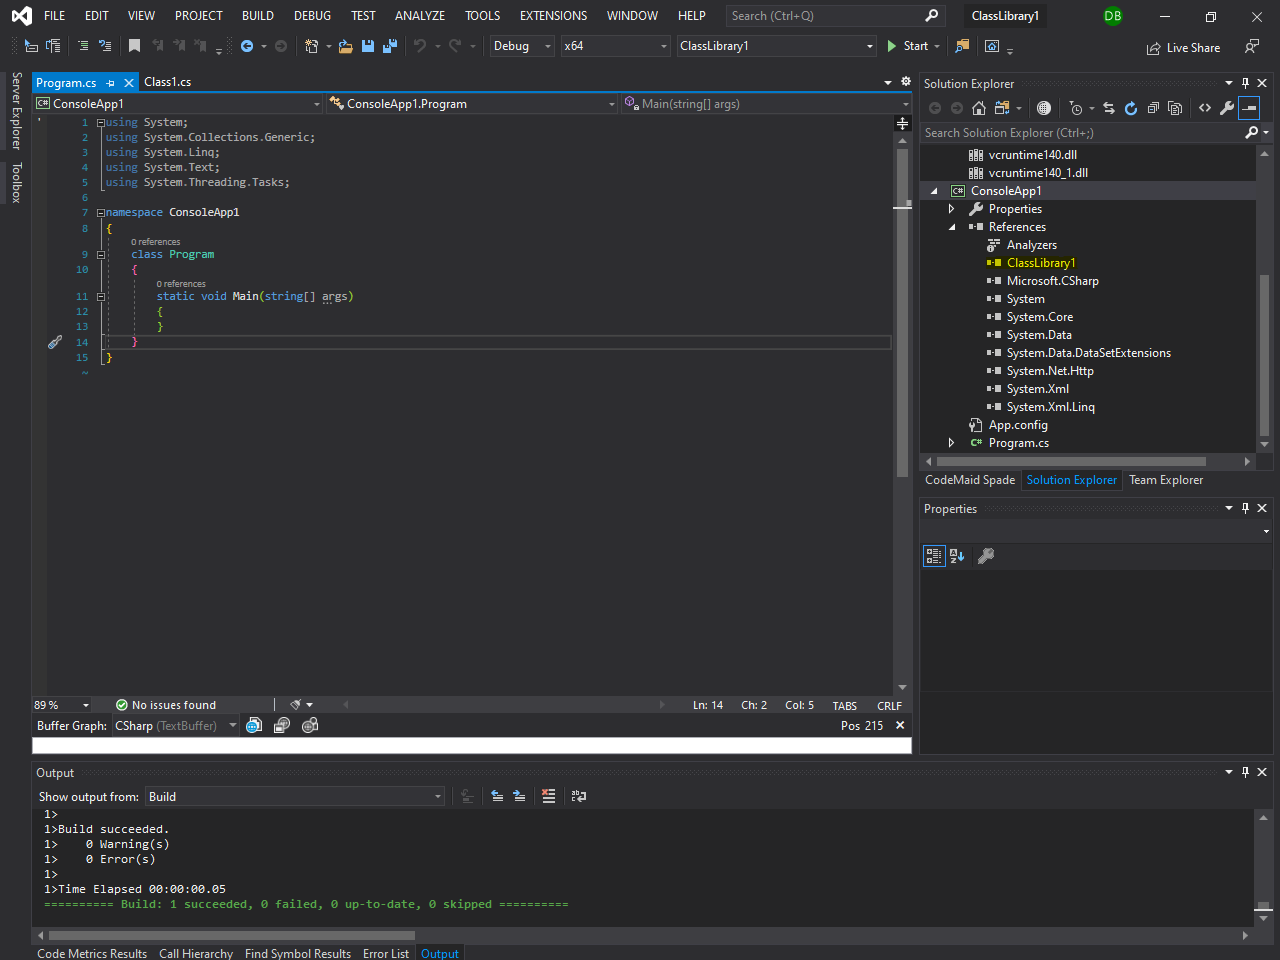 FILE EDIT VIEW PROJECT BUILD DEBUG TEST ANALYZE TOOLS EXTENSIONS WINDOW HELP Search (Ctrl+Q) ClassLibrary1 DB
Debug x64 ClassLibrary1 Start Live Share
Server Explorer
Toolbox
Program.cs Class1.cs
C# ConsoleApp1 ConsoleApp1.Program Main(string[] args)
1 using System;
2 using System.Collections.Generic;
3 using System.Linq;
4 using System.Text;
5 using System.Threading.Tasks;
6
7 namespace ConsoleApp1
8 {
0 references
9 class Program
10 {
0 references
11 static void Main(string[] args)
12 {
13 }
14 }
15 }
~
89 % No issues found Ln: 14 Ch: 2 Col: 5 TABS CRLF
Buffer Graph: CSharp (TextBuffer) Pos 215
Solution Explorer
Search Solution Explorer (Ctrl+;)
vcruntime140.dll
vcruntime140_1.dll
C# ConsoleApp1
Properties
References
Analyzers
ClassLibrary1
Microsoft.CSharp
System
System.Core
System.Data
System.Data.DataSetExtensions
System.Net.Http
System.Xml
System.Xml.Linq
App.config
C# Program.cs
CodeMaid Spade Solution Explorer Team Explorer
Properties
Output
Show output from: Build
1>
1>Build succeeded.
1> 0 Warning(s)
1> 0 Error(s)
1>
1>Time Elapsed 00:00:00.05
========== Build: 1 succeeded, 0 failed, 0 up-to-date, 0 skipped ==========
Code Metrics Results Call Hierarchy Find Symbol Results Error List Output